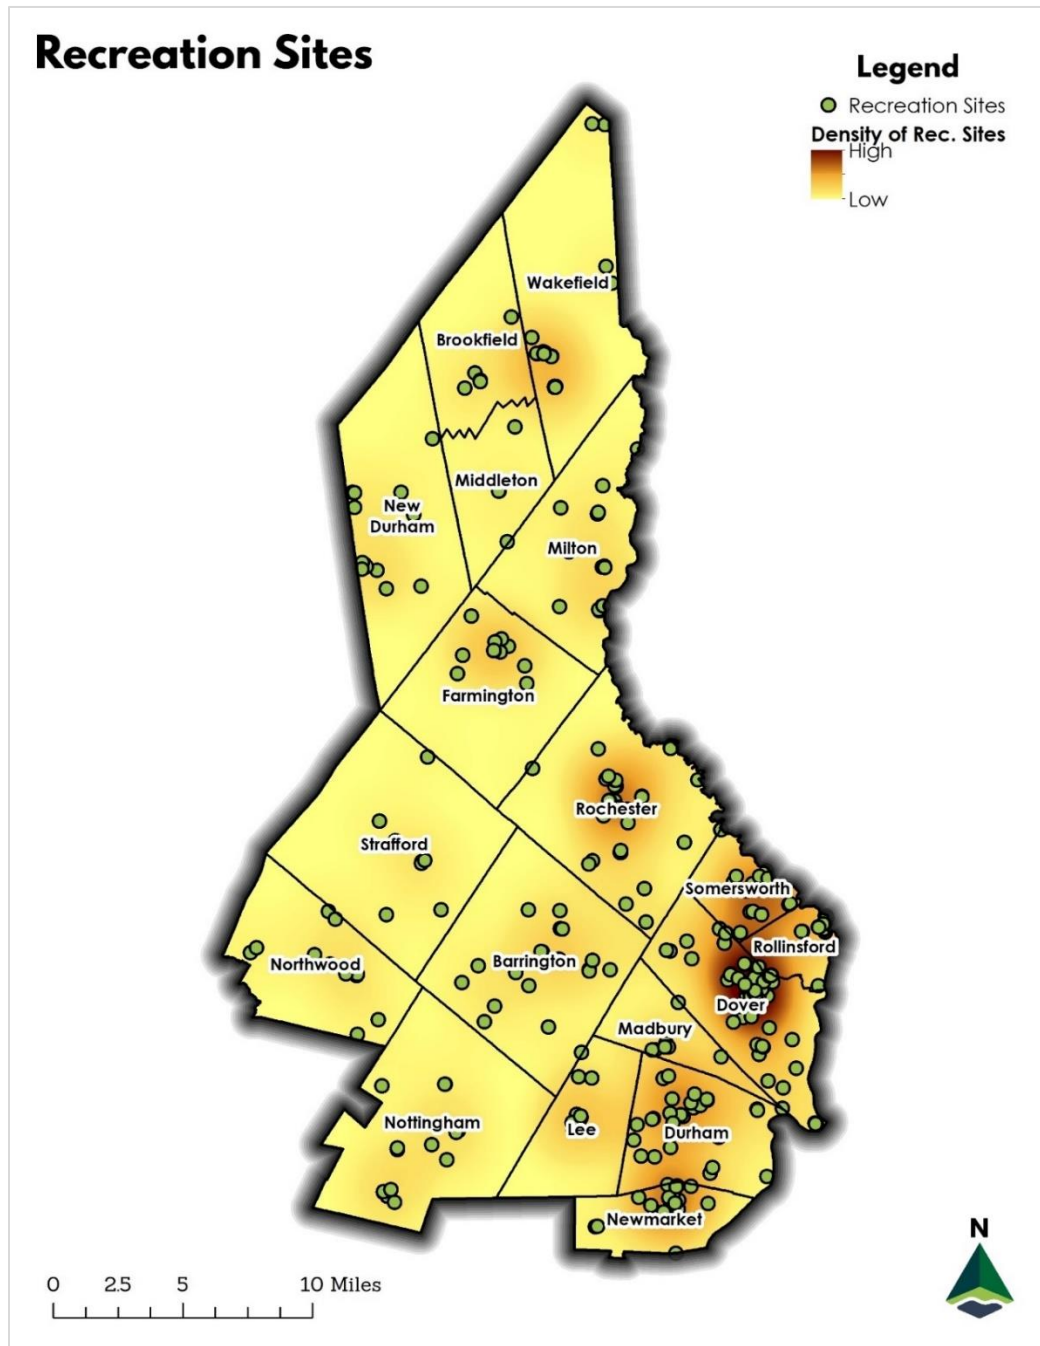 Recreation Sites
Legend
Recreation Sites
Density of Rec. Sites
High
Low
Wakefield
Brookfield
Middleton
New
Durham
Milton
Farmington
Rochester
Strafford
Somersworth
Rollinsford
Northwood
Barrington
Dover
Madbury
Nottingham
Lee
Durham
Newmarket
N
0 2.5 5 10 Miles